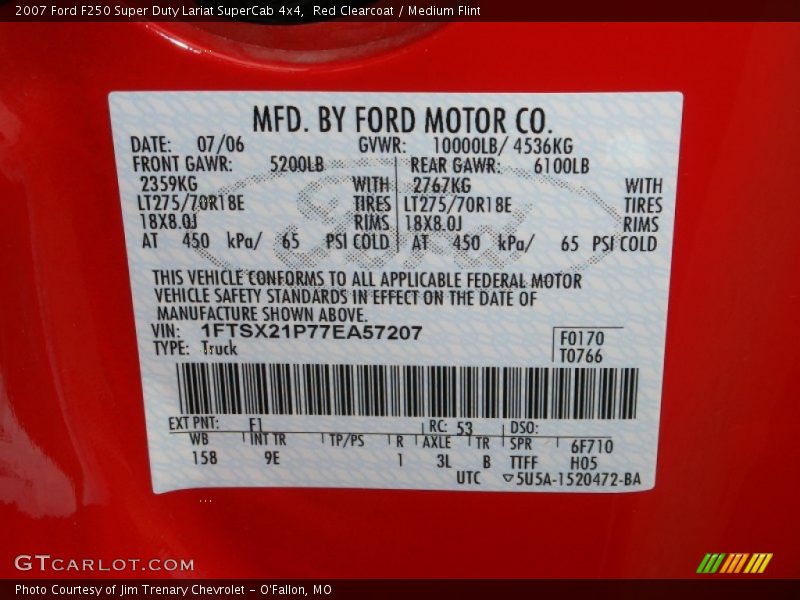 2007 Ford F250 Super Duty Lariat SuperCab 4x4, Red Clearcoat / Medium Flint
MFD. BY FORD MOTOR CO.
DATE: 07/06 GVWR: 10000LB/ 4536KG
FRONT GAWR: 5200LB REAR GAWR: 6100LB
2359KG WITH 2767KG WITH
LT275/70R18E TIRES LT275/70R18E TIRES
18X8.0J RIMS 18X8.0J RIMS
AT 450 kPa/ 65 PSI COLD AT 450 kPa/ 65 PSI COLD
THIS VEHICLE CONFORMS TO ALL APPLICABLE FEDERAL MOTOR
VEHICLE SAFETY STANDARDS IN EFFECT ON THE DATE OF
MANUFACTURE SHOWN ABOVE.
VIN: 1FTSX21P77EA57207
TYPE: Truck
F0170
T0766
EXT PNT: F1 RC: 53 DSO:
WB INT TR TP/PS R AXLE TR SPR 6F710
158 9E 1 3L B TTFF H05
UTC ▽5U5A-1520472-BA
GTCARLOT.COM
Photo Courtesy of Jim Trenary Chevrolet - O'Fallon, MO